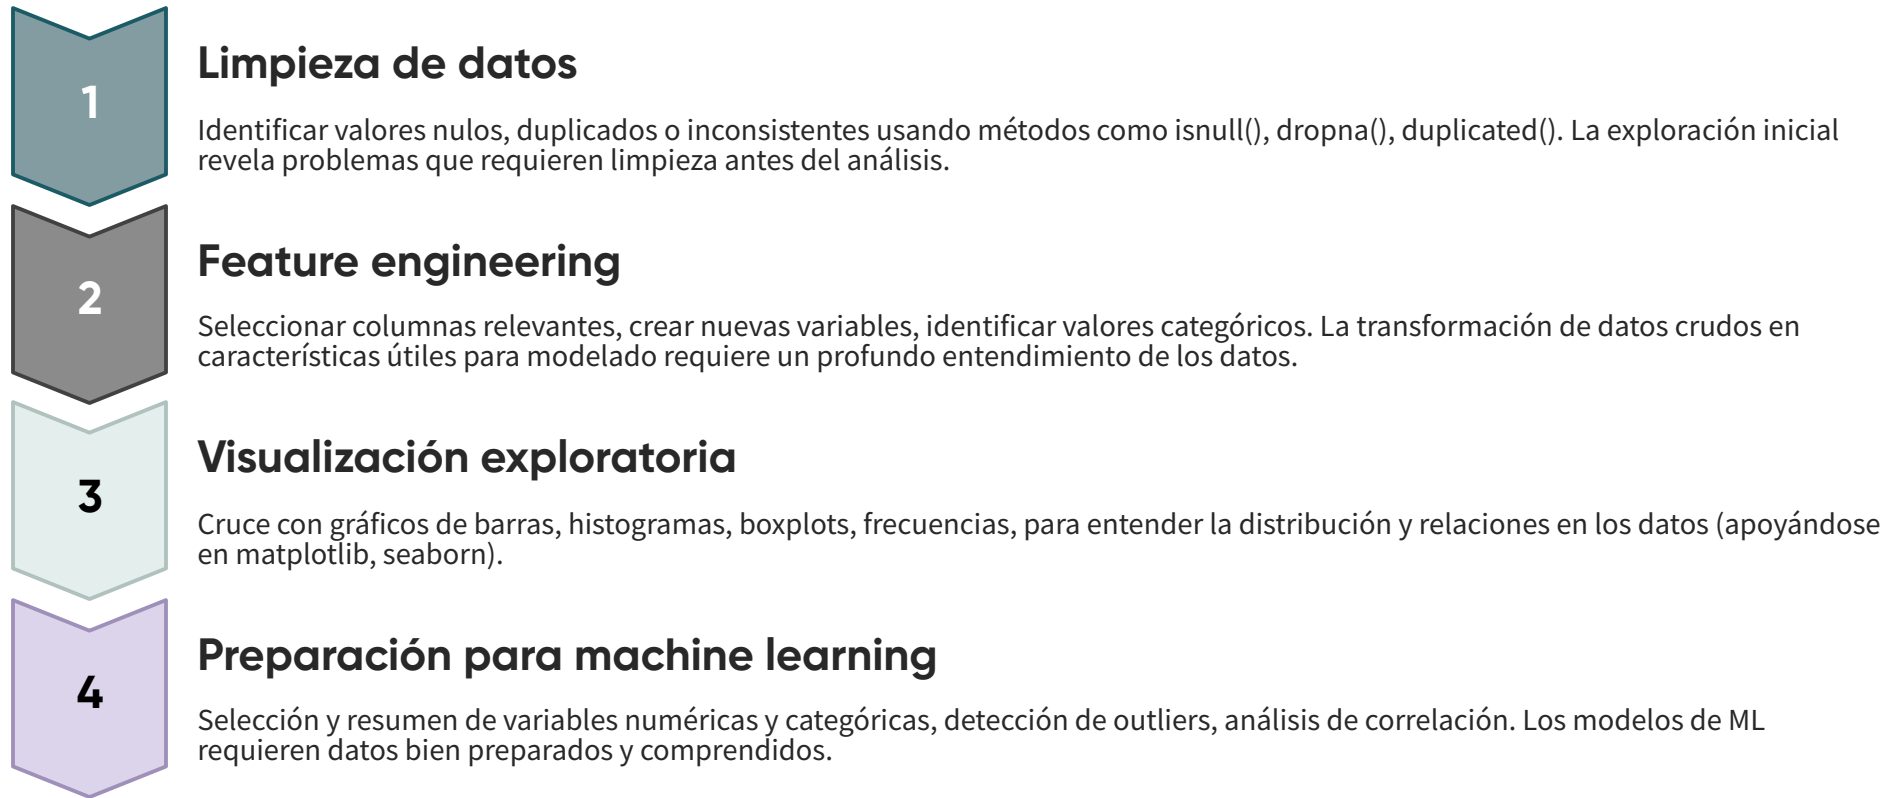 1
Limpieza de datos
Identificar valores nulos, duplicados o inconsistentes usando métodos como isnull(), dropna(), duplicated(). La exploración inicial
revela problemas que requieren limpieza antes del análisis.
2
Feature engineering
Seleccionar columnas relevantes, crear nuevas variables, identificar valores categóricos. La transformación de datos crudos en
características útiles para modelado requiere un profundo entendimiento de los datos.
3
Visualización exploratoria
Cruce con gráficos de barras, histogramas, boxplots, frecuencias, para entender la distribución y relaciones en los datos (apoyándose
en matplotlib, seaborn).
4
Preparación para machine learning
Selección y resumen de variables numéricas y categóricas, detección de outliers, análisis de correlación. Los modelos de ML
requieren datos bien preparados y comprendidos.